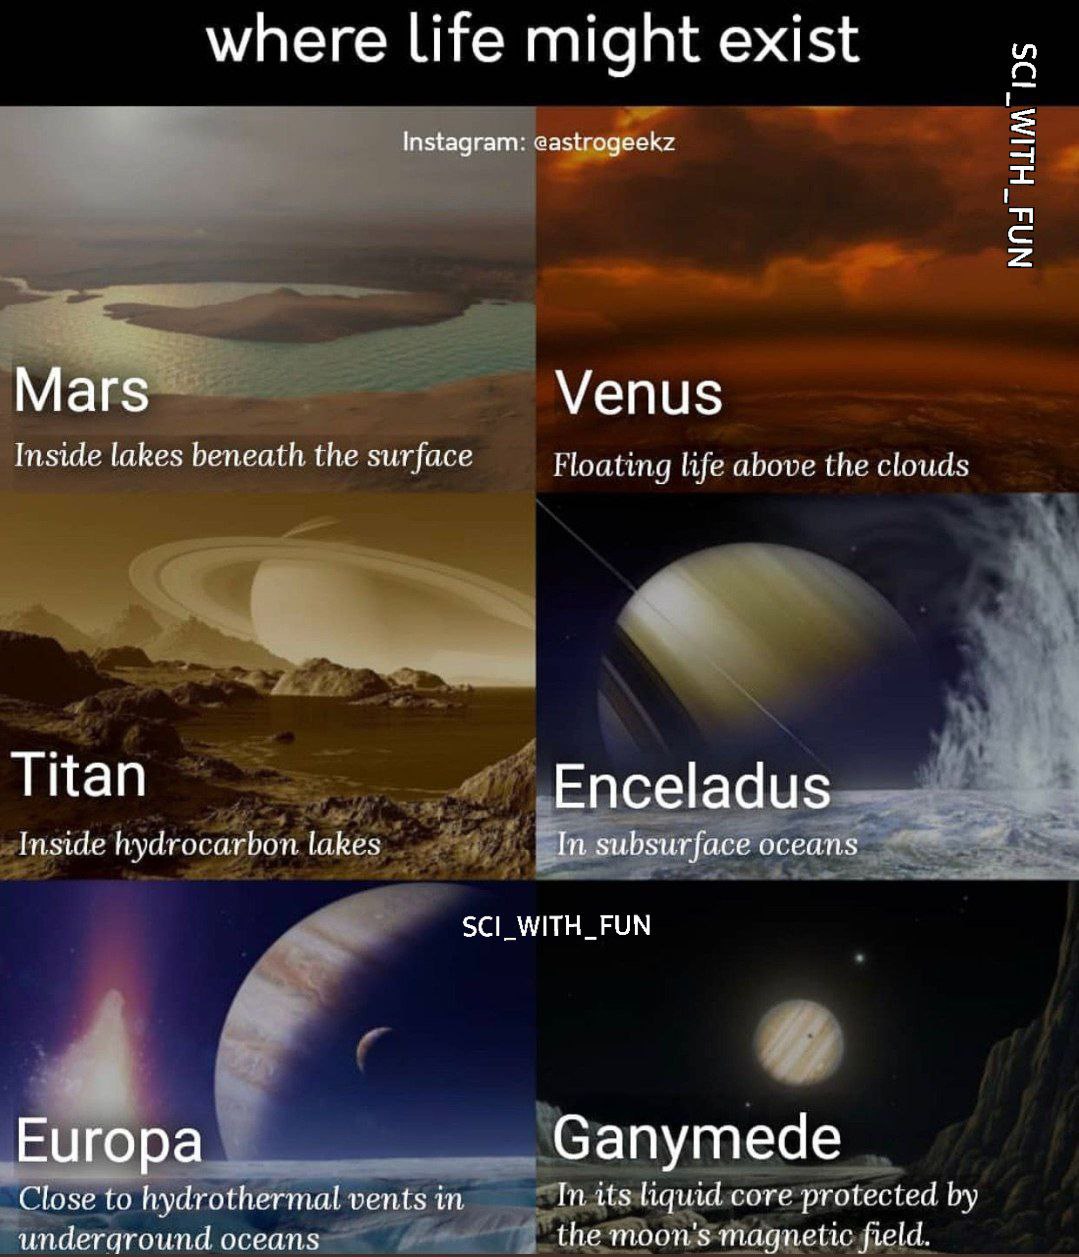 where life might exist
SCI_WITH_FUN
Instagram: @astrogeekz
Mars
Inside lakes beneath the surface
Venus
Floating life above the clouds
Titan
Inside hydrocarbon lakes
Enceladus
In subsurface oceans
SCI_WITH_FUN
Europa
Close to hydrothermal vents in
underground oceans
Ganymede
In its liquid core protected by
the moon's magnetic field.